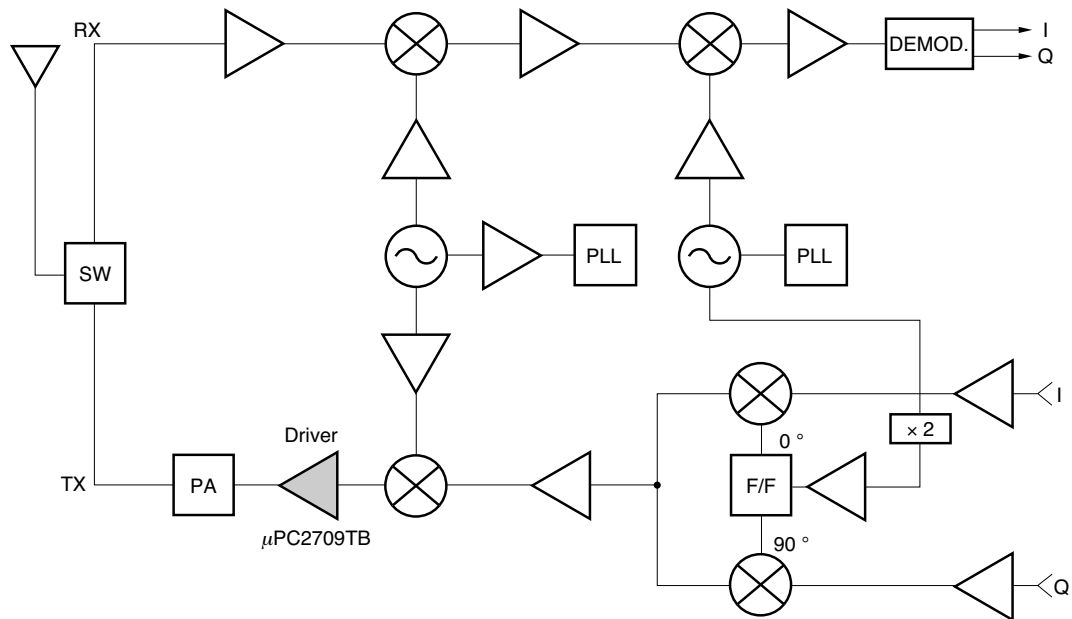 RX
I
DEMOD.
Q
SW
PLL
PLL
I
× 2
0 °
Driver
TX
PA
F/F
µPC2709TB
90 °
Q